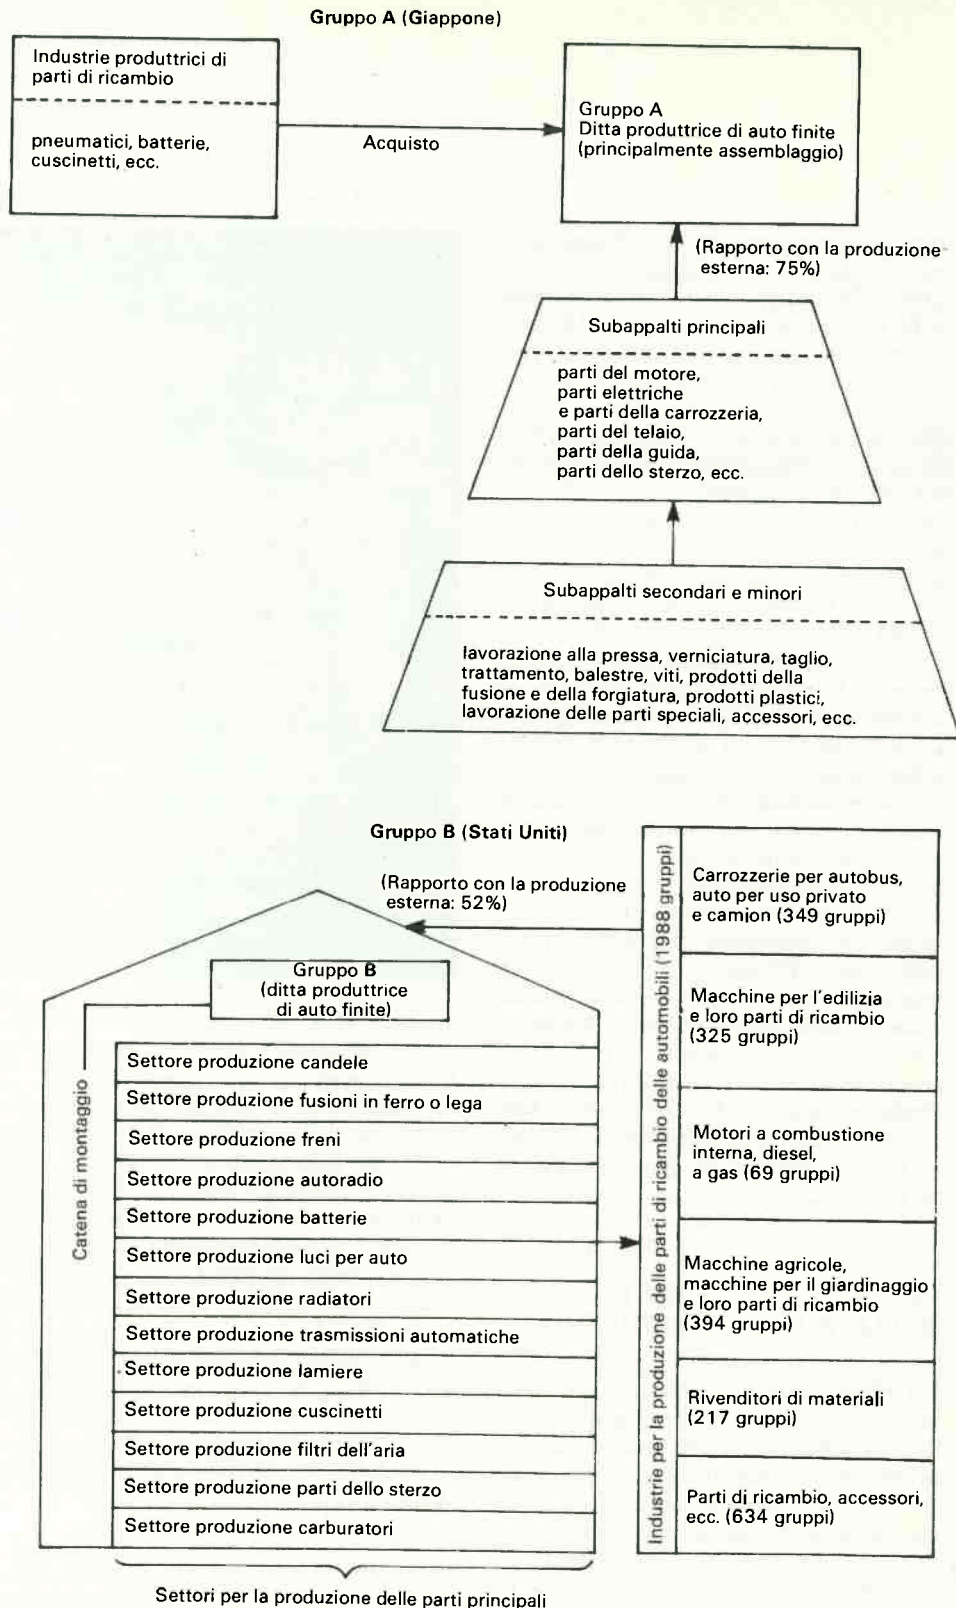 Gruppo A (Giappone)
Industrie produttrici di
parti di ricambio
pneumatici, batterie,
cuscinetti, ecc.
Acquisto
Gruppo A
Ditta produttrice di auto finite
(principalmente assemblaggio)
(Rapporto con la produzione
esterna: 75%)
Subappalti principali
parti del motore,
parti elettriche
e parti della carrozzeria,
parti del telaio,
parti della guida,
parti dello sterzo, ecc.
Subappalti secondari e minori
lavorazione alla pressa, verniciatura, taglio,
trattamento, balestre, viti, prodotti della
fusione e della forgiatura, prodotti plastici,
lavorazione delle parti speciali, accessori, ecc.
Gruppo B (Stati Uniti)
(Rapporto con la produzione
esterna: 52%)
Gruppo B
(ditta produttrice
di auto finite)
Catena di montaggio
Settore produzione candele
Settore produzione fusioni in ferro o lega
Settore produzione freni
Settore produzione autoradio
Settore produzione batterie
Settore produzione luci per auto
Settore produzione radiatori
Settore produzione trasmissioni automatiche
Settore produzione lamiere
Settore produzione cuscinetti
Settore produzione filtri dell'aria
Settore produzione parti dello sterzo
Settore produzione carburatori
Settori per la produzione delle parti principali
Industrie per la produzione delle parti di ricambio delle automobili (1988 gruppi)
Carrozzerie per autobus,
auto per uso privato
e camion (349 gruppi)
Macchine per l'edilizia
e loro parti di ricambio
(325 gruppi)
Motori a combustione
interna, diesel,
a gas (69 gruppi)
Macchine agricole,
macchine per il giardinaggio
e loro parti di ricambio
(394 gruppi)
Rivenditori di materiali
(217 gruppi)
Parti di ricambio, accessori,
ecc. (634 gruppi)